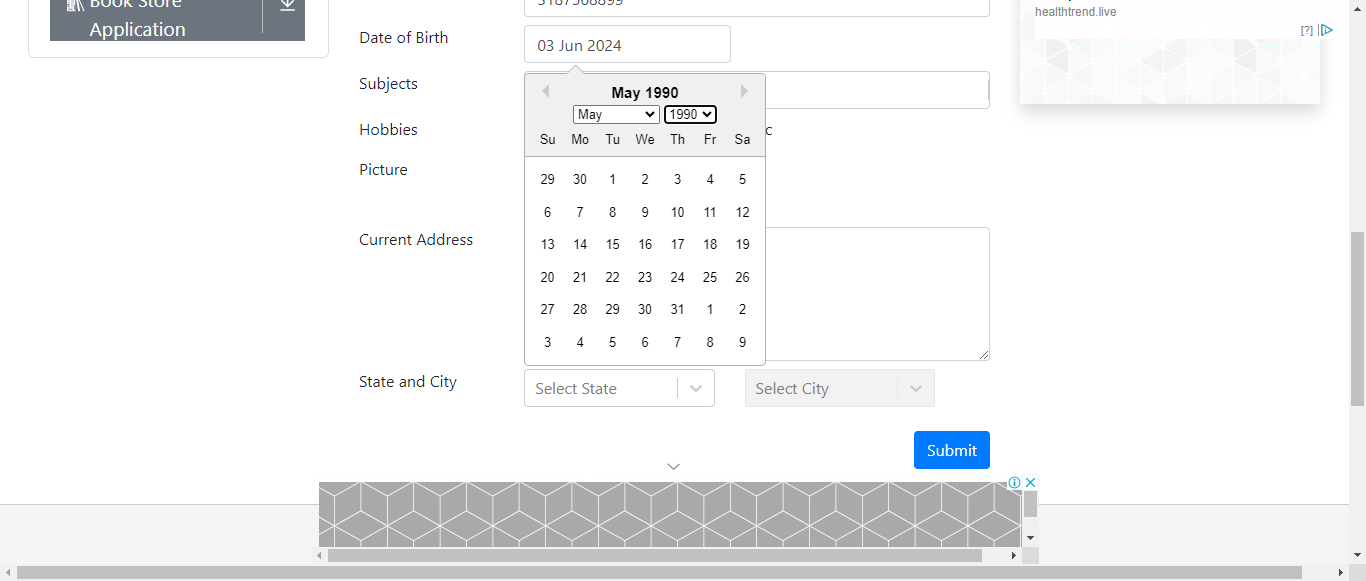 Book Store
Application
3187568899
healthtrend.live
Date of Birth
03 Jun 2024
Subjects
May 1990
May
1990
Hobbies
c
Su Mo Tu We Th Fr Sa
Picture
29 30 1 2 3 4 5
6 7 8 9 10 11 12
Current Address
13 14 15 16 17 18 19
20 21 22 23 24 25 26
27 28 29 30 31 1 2
3 4 5 6 7 8 9
State and City
Select State
Select City
Submit